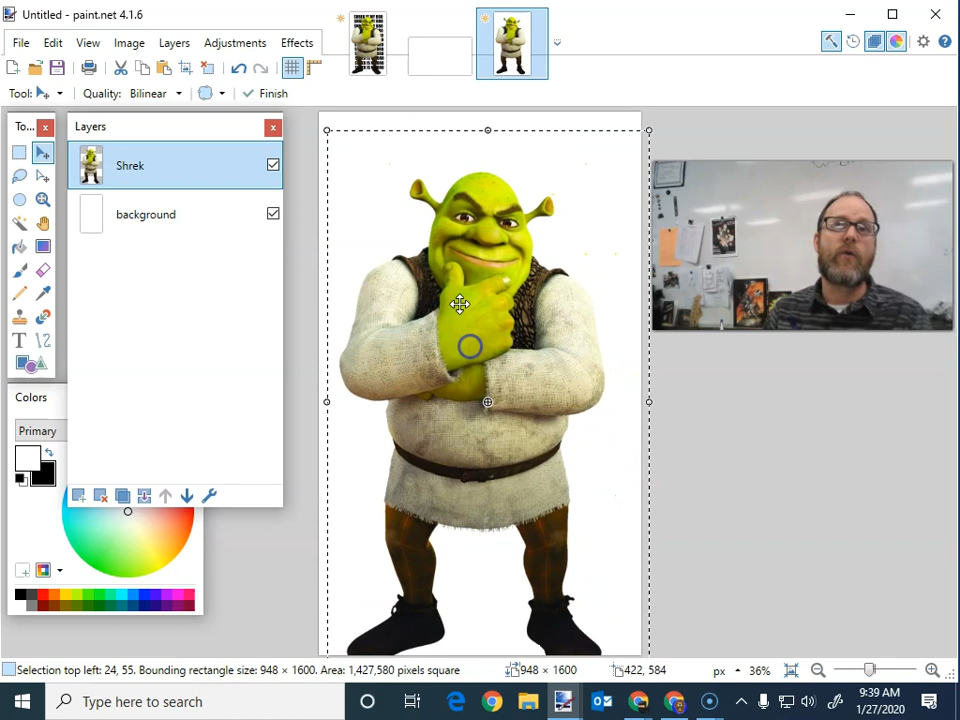 Untitled - paint.net 4.1.6
File Edit View Image Layers Adjustments Effects
Tool: Quality: Bilinear Finish
To...
Layers
Shrek
background
Colors
Primary
Selection top left: 24, 55. Bounding rectangle size: 948 × 1600. Area: 1,427,580 pixels square
948 × 1600
422, 584
px
36%
Type here to search
9:39 AM
1/27/2020